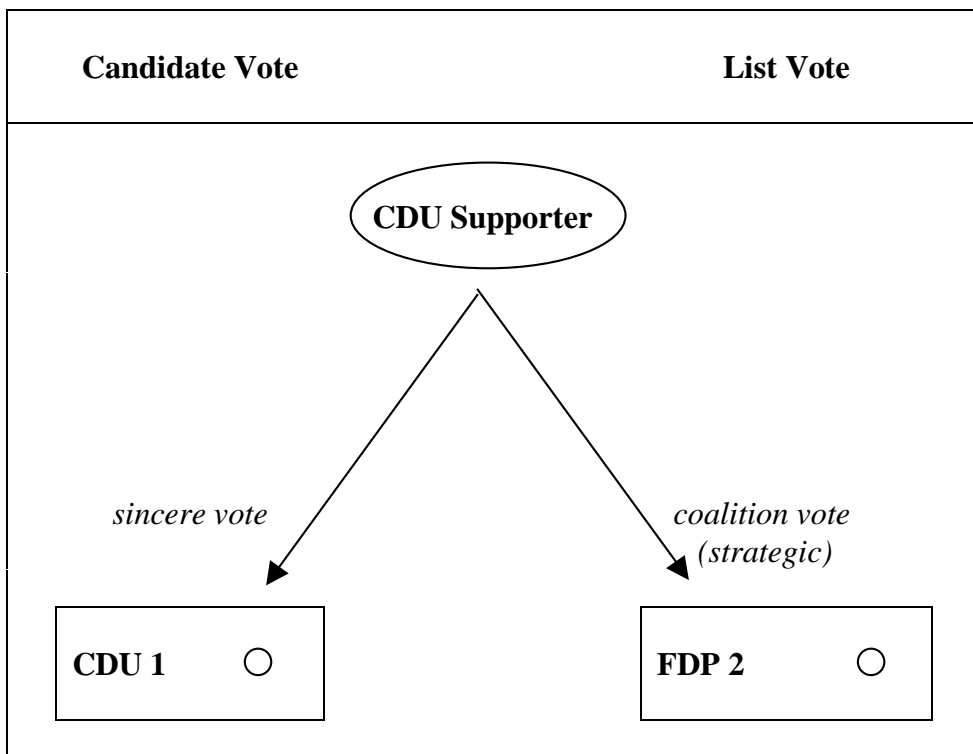 Candidate Vote
List Vote
CDU Supporter
sincere vote
coalition vote
(strategic)
CDU 1
FDP 2